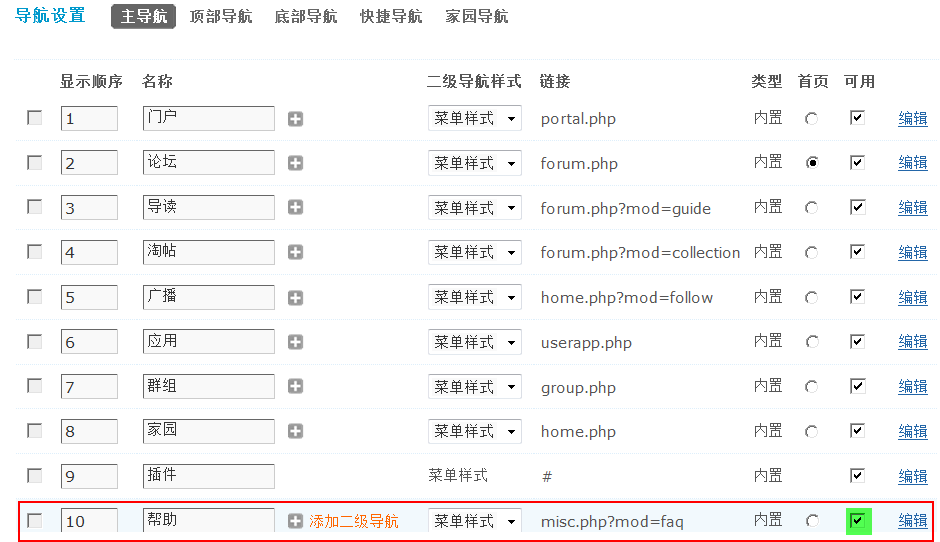 导航设置 主导航 顶部导航 底部导航 快捷导航 家园导航
显示顺序 名称 二级导航样式 链接 类型 首页 可用
1 门户 菜单样式 portal.php 内置 编辑
2 论坛 菜单样式 forum.php 内置 编辑
3 导读 菜单样式 forum.php?mod=guide 内置 编辑
4 淘帖 菜单样式 forum.php?mod=collection 内置 编辑
5 广播 菜单样式 home.php?mod=follow 内置 编辑
6 应用 菜单样式 userapp.php 内置 编辑
7 群组 菜单样式 group.php 内置 编辑
8 家园 菜单样式 home.php 内置 编辑
9 插件 菜单样式 # 内置 编辑
10 帮助 添加二级导航 菜单样式 misc.php?mod=faq 内置 编辑